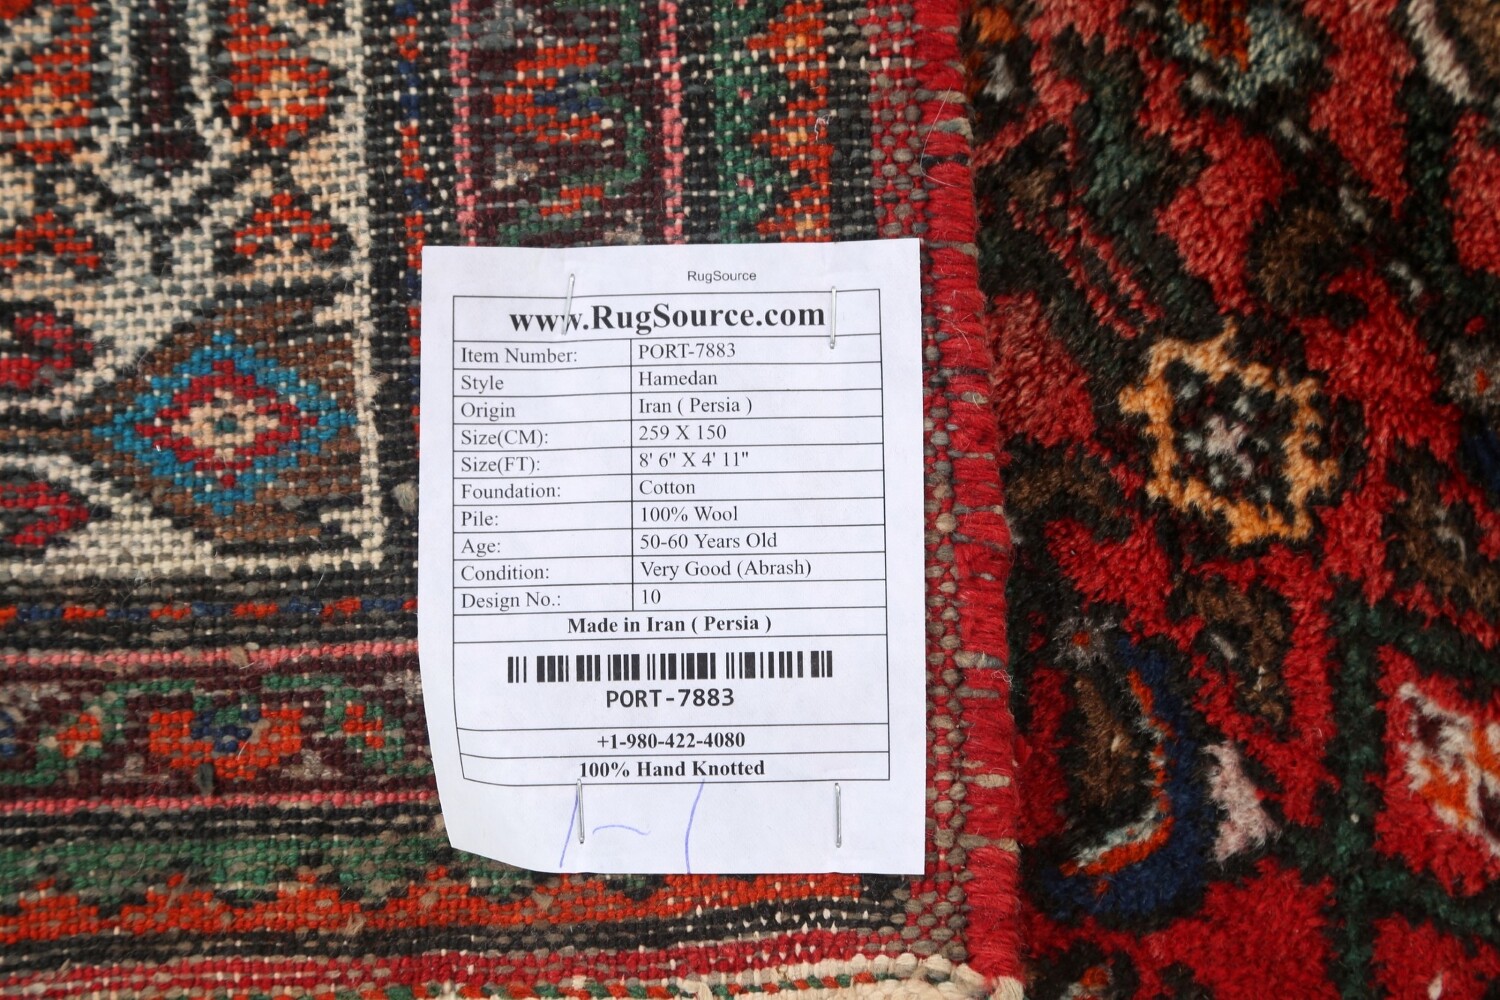 RugSource
www.RugSource.com
Item Number: PORT-7883
Style Hamedan
Origin Iran ( Persia )
Size(CM): 259 X 150
Size(FT): 8' 6" X 4' 11"
Foundation: Cotton
Pile: 100% Wool
Age: 50-60 Years Old
Condition: Very Good (Abrash)
Design No.: 10
Made in Iran ( Persia )
PORT-7883
+1-980-422-4080
100% Hand Knotted
1-1